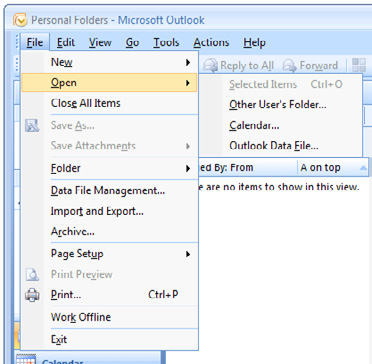 Personal Folders - Microsoft Outlook
File Edit View Go Tools Actions Help
New
Reply to All Forward
Open
Selected Items Ctrl+O
Close All Items
Other User's Folder...
Save As...
Calendar...
Save Attachments
Outlook Data File...
Folder
ed By: From A on top
Data File Management...
re are no items to show in this view.
Import and Export...
Archive...
Page Setup
Print Preview
Print... Ctrl+P
Work Offline
Exit
Calendar